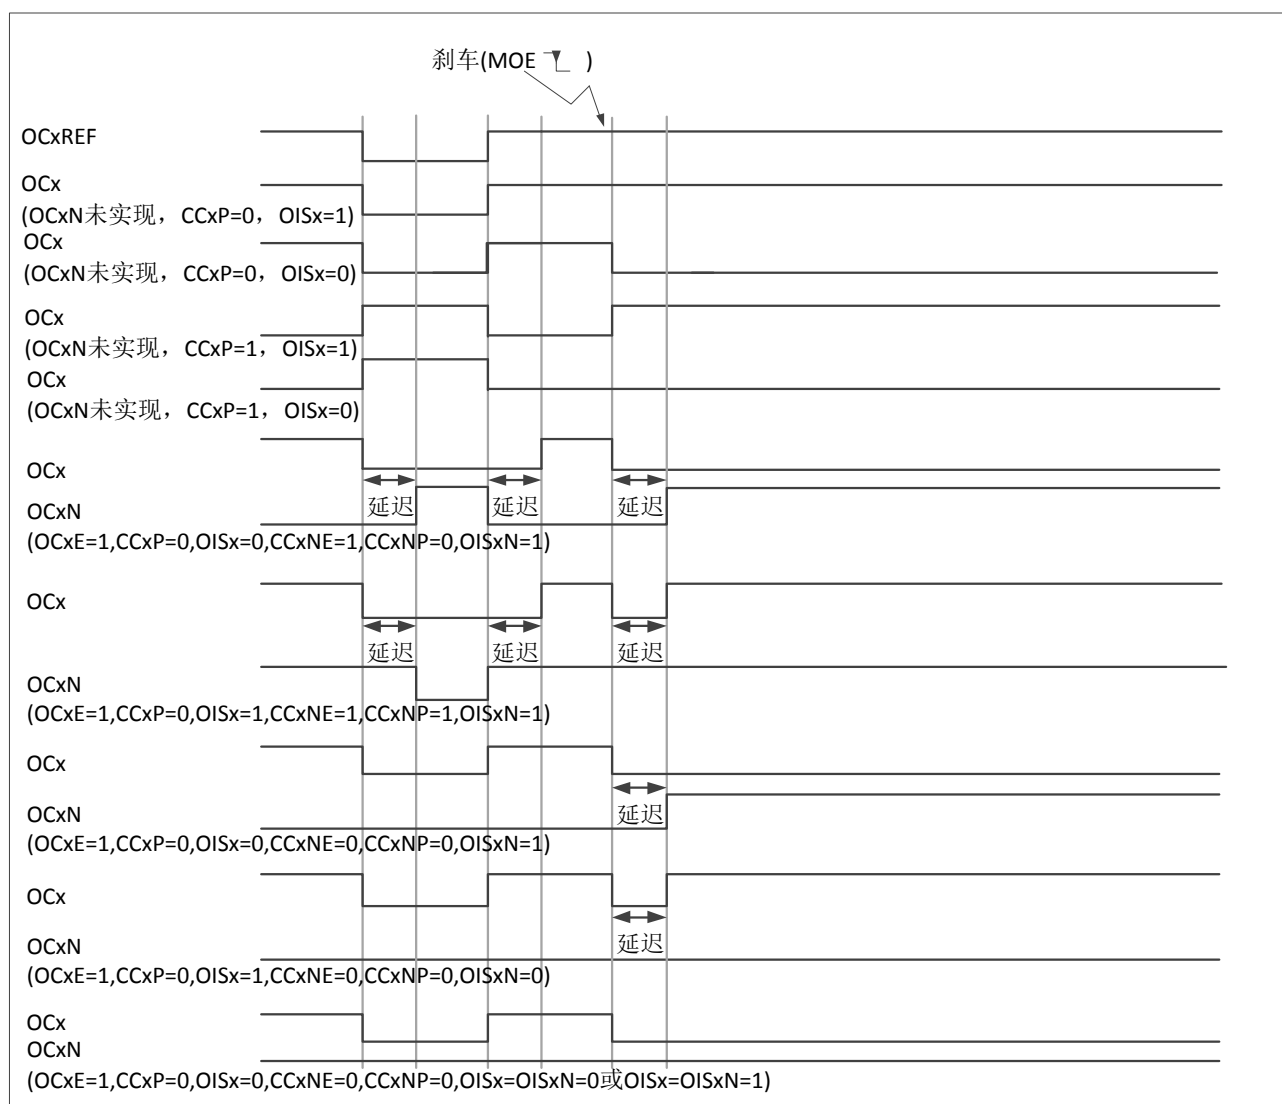 刹车(MOE )
OCxREF
OCx
(OCxN未实现，CCxP=0，OISx=1)
OCx
(OCxN未实现，CCxP=0，OISx=0)
OCx
(OCxN未实现，CCxP=1，OISx=1)
OCx
(OCxN未实现，CCxP=1，OISx=0)
OCx
延迟 延迟 延迟
OCxN
(OCxE=1,CCxP=0,OISx=0,CCxNE=1,CCxNP=0,OISxN=1)
OCx
延迟 延迟 延迟
OCxN
(OCxE=1,CCxP=0,OISx=1,CCxNE=1,CCxNP=1,OISxN=1)
OCx
OCxN 延迟
(OCxE=1,CCxP=0,OISx=0,CCxNE=0,CCxNP=0,OISxN=1)
OCx
OCxN 延迟
(OCxE=1,CCxP=0,OISx=1,CCxNE=0,CCxNP=0,OISxN=0)
OCx
OCxN
(OCxE=1,CCxP=0,OISx=0,CCxNE=0,CCxNP=0,OISx=OISxN=0或OISx=OISxN=1)